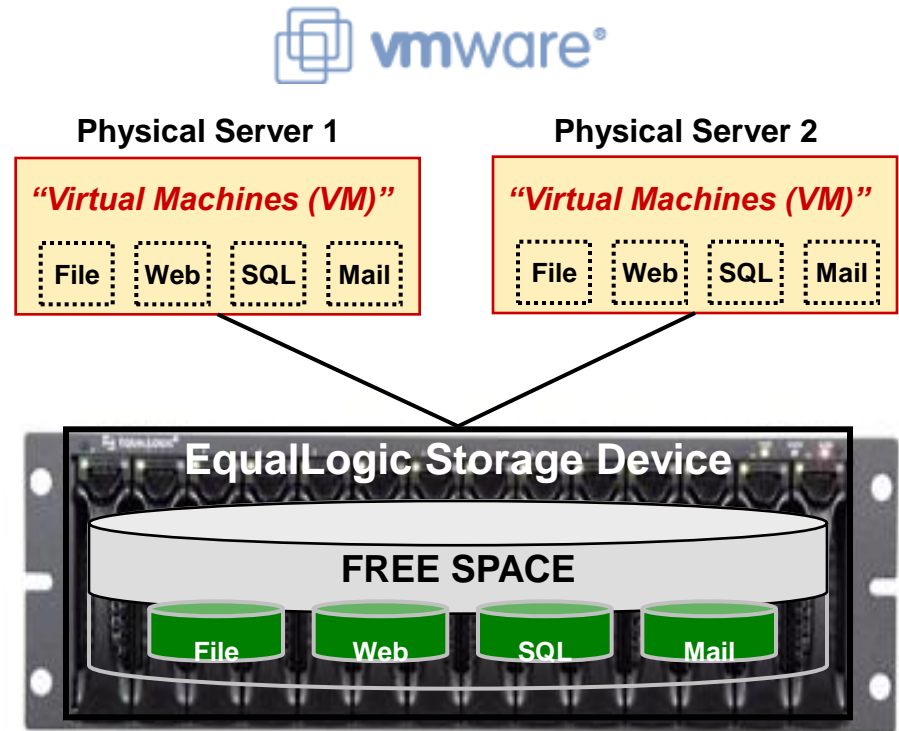 vmware®
Physical Server 1
Physical Server 2
“Virtual Machines (VM)”
“Virtual Machines (VM)”
File Web SQL Mail
File Web SQL Mail
EQUALLOGIC®
EqualLogic Storage Device
FREE SPACE
File Web SQL Mail